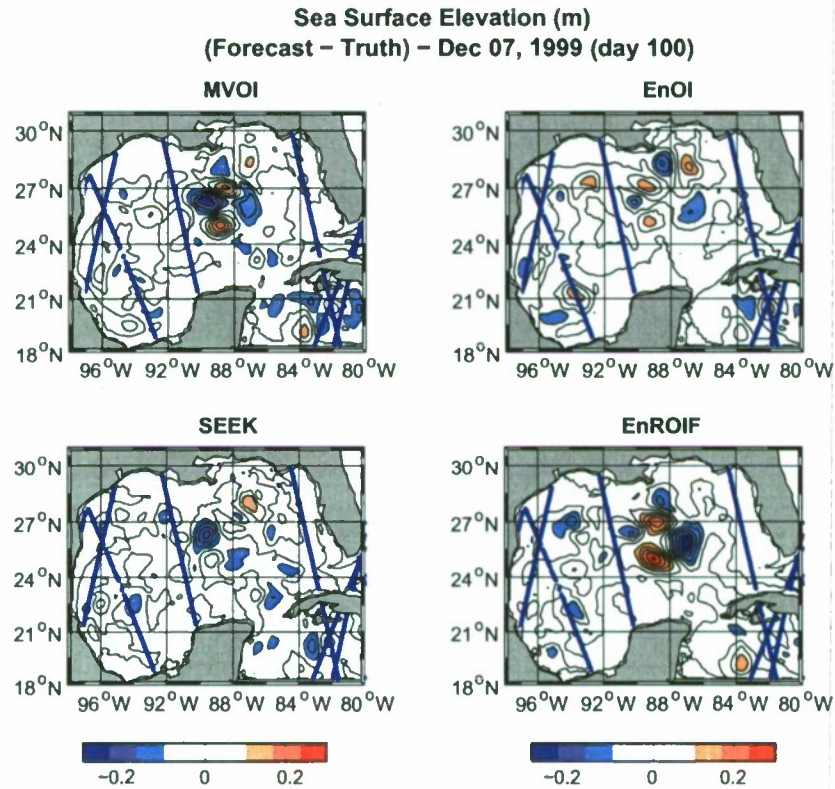 Sea Surface Elevation (m)
(Forecast − Truth) − Dec 07, 1999 (day 100)
MVOI
EnOI
30°N
27°N
24°N
21°N
18°N
96°W 92°W 88°W 84°W 80°W
30°N
27°N
24°N
21°N
18°N
96°W 92°W 88°W 84°W 80°W
SEEK
EnROIF
30°N
27°N
24°N
21°N
18°N
96°W 92°W 88°W 84°W 80°W
30°N
27°N
24°N
21°N
18°N
96°W 92°W 88°W 84°W 80°W
−0.2 0 0.2
−0.2 0 0.2